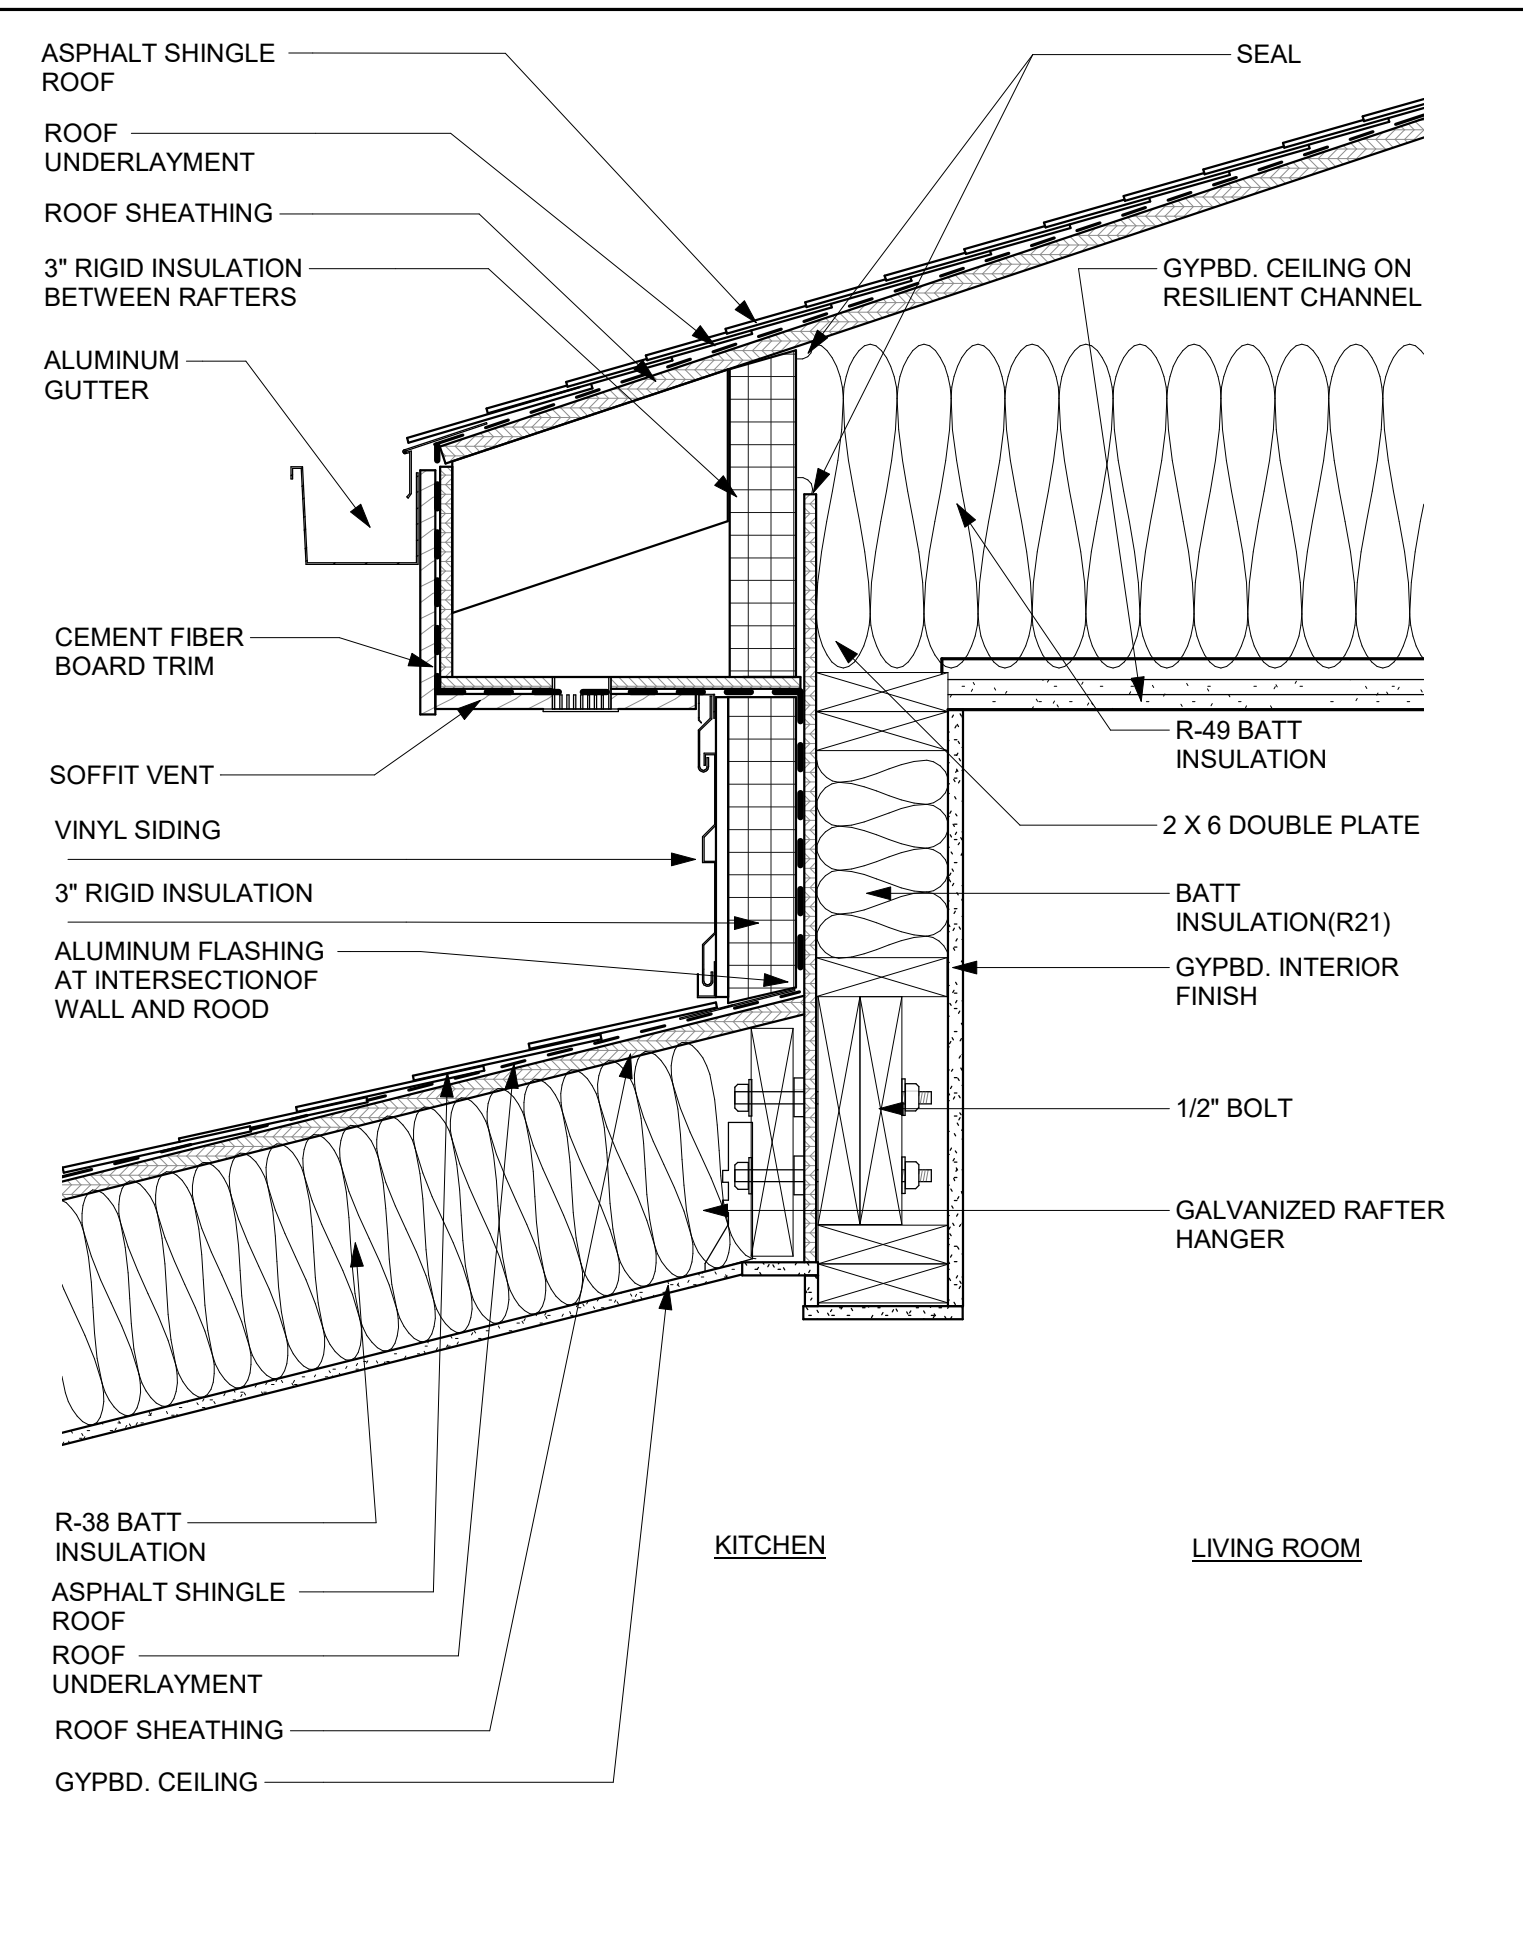 ASPHALT SHINGLE
ROOF
ROOF
UNDERLAYMENT
ROOF SHEATHING
3" RIGID INSULATION
BETWEEN RAFTERS
ALUMINUM
GUTTER
CEMENT FIBER
BOARD TRIM
SOFFIT VENT
VINYL SIDING
3" RIGID INSULATION
ALUMINUM FLASHING
AT INTERSECTIONOF
WALL AND ROOD
SEAL
GYPBD. CEILING ON
RESILIENT CHANNEL
R-49 BATT
INSULATION
2 X 6 DOUBLE PLATE
BATT
INSULATION(R21)
GYPBD. INTERIOR
FINISH
1/2" BOLT
GALVANIZED RAFTER
HANGER
R-38 BATT
INSULATION
ASPHALT SHINGLE
ROOF
ROOF
UNDERLAYMENT
ROOF SHEATHING
GYPBD. CEILING
KITCHEN
LIVING ROOM